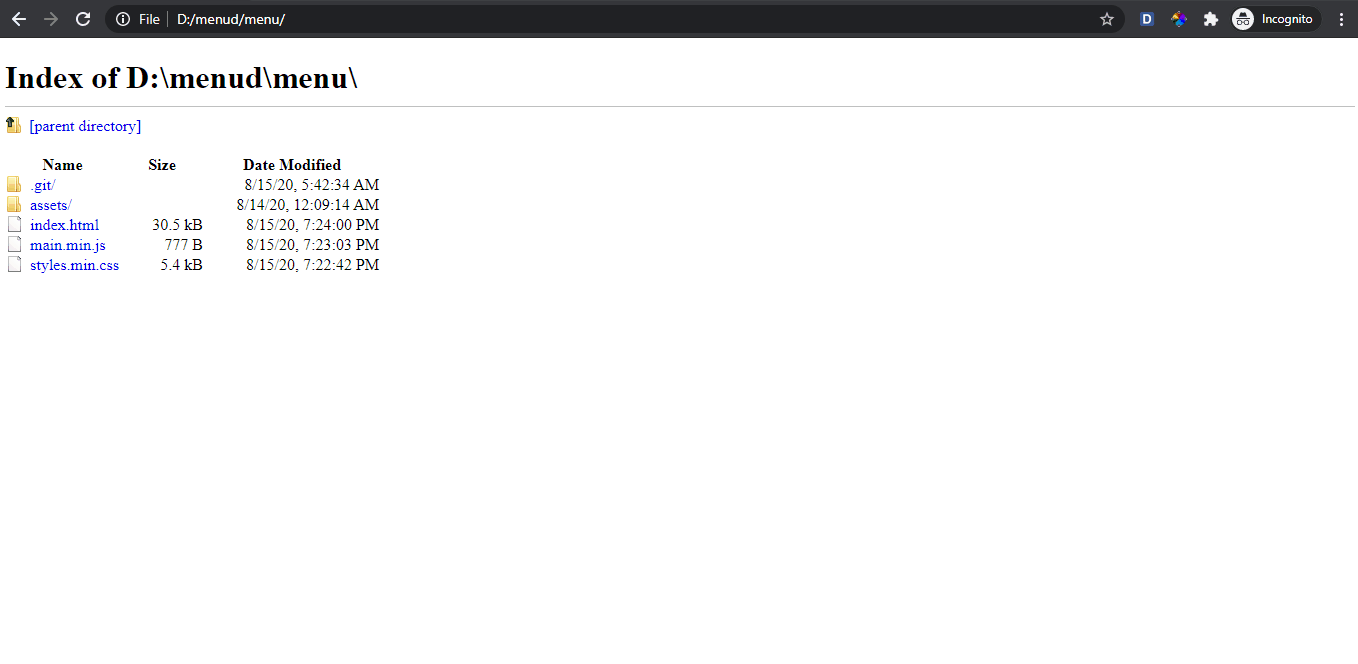 File D:/menud/menu/ D Incognito
Index of D:\menud\menu\
[parent directory]
Name Size Date Modified
.git/ 8/15/20, 5:42:34 AM
assets/ 8/14/20, 12:09:14 AM
index.html 30.5 kB 8/15/20, 7:24:00 PM
main.min.js 777 B 8/15/20, 7:23:03 PM
styles.min.css 5.4 kB 8/15/20, 7:22:42 PM